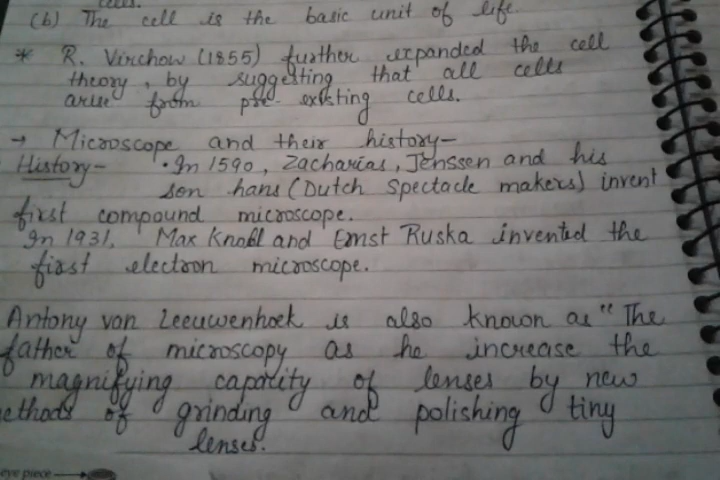 cells.
(b) The cell is the basic unit of life
* R. Virchow (1855) further expanded the cell
theory, by suggesting that all cells
arise from pre-existing cells.
→ Microscope and their history-
History- • In 1590, Zacharias, Jenssen and his
son hans (Dutch Spectacle makers) invent
first compound microscope.
In 1931, Max Knobl and Ernst Ruska invented the
first electron microscope.
Antony von Leeuwenhoek is also known as "The
father of microscopy as he increase the
magnifying capacity of lenses by new
ethods of grinding and polishing tiny
lenses.
eye piece